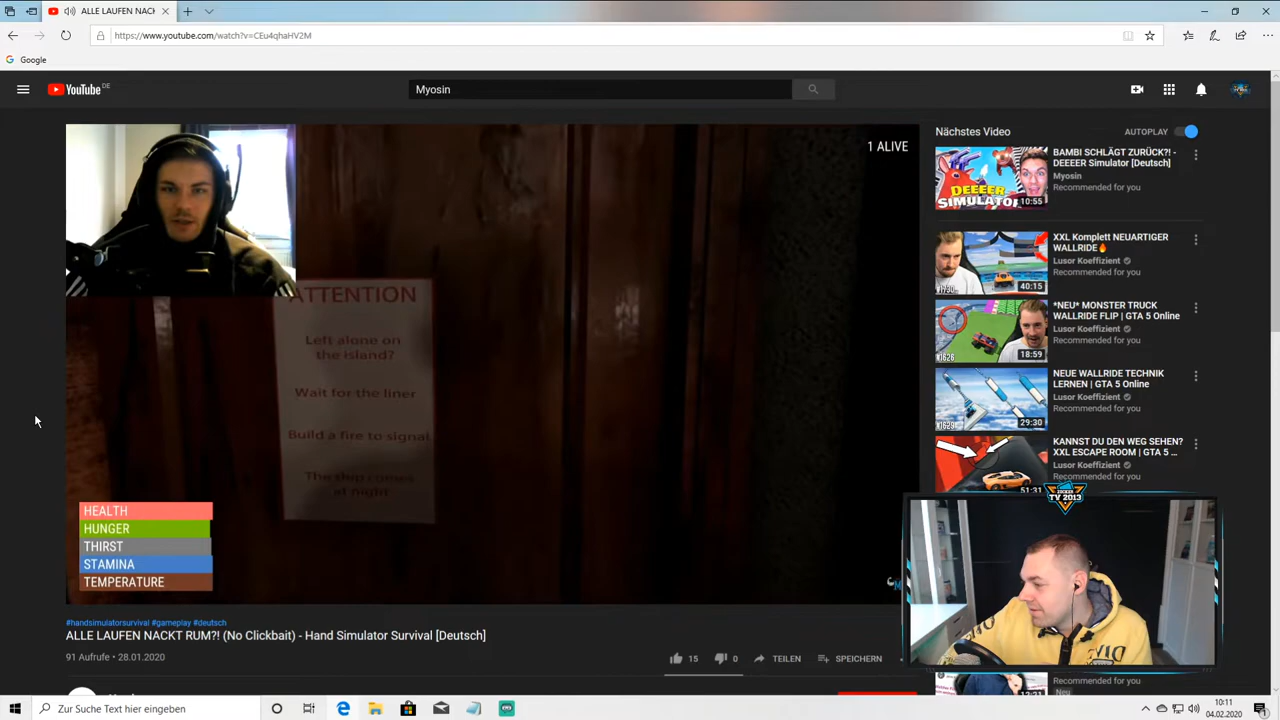 ALLE LAUFEN NACK
https://www.youtube.com/watch?v=CEu4qhaHV2M
Google
YouTube DE
Myosin
1 ALIVE
ATTENTION
Left alone on
the island?
Wait for the liner
Build a fire to signal
HEALTH
HUNGER
THIRST
STAMINA
TEMPERATURE
#handsimulatorsurvival #gameplay #deutsch
ALLE LAUFEN NACKT RUM?! (No Clickbait) - Hand Simulator Survival [Deutsch]
91 Aufrufe • 28.01.2020
15
0
TEILEN
SPEICHERN
Nächstes Video
AUTOPLAY
DEEEER
SIMULATOR
10:55
BAMBI SCHLÄGT ZURÜCK?! -
DEEEER Simulator [Deutsch]
Myosin
Recommended for you
40:15
XXL Komplett NEUARTIGER
WALLRIDE🔥
Lusor Koeffizient
Recommended for you
18:59
*NEU* MONSTER TRUCK
WALLRIDE FLIP | GTA 5 Online
Lusor Koeffizient
Recommended for you
29:30
NEUE WALLRIDE TECHNIK
LERNEN | GTA 5 Online
Lusor Koeffizient
Recommended for you
51:31
KANNST DU DEN WEG SEHEN?
XXL ESCAPE ROOM | GTA 5 ...
Lusor Koeffizient
Recommended for you
ZOCKER
TV 2013
Recommended for you
Neu
Zur Suche Text hier eingeben
10:11
04.02.2020